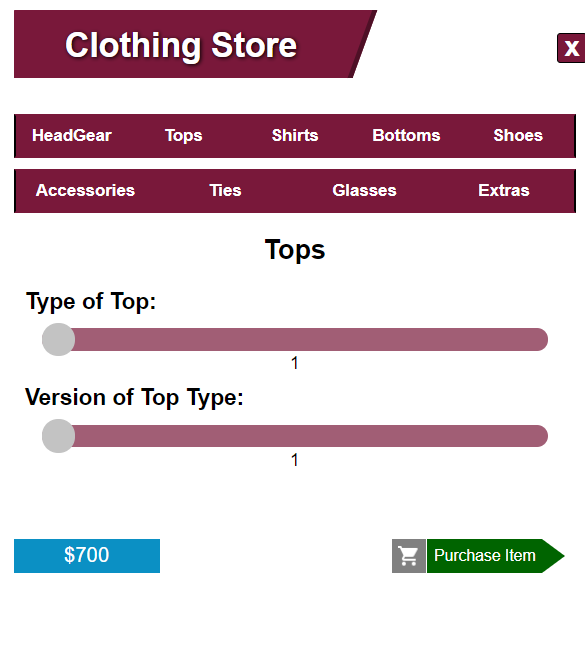 Clothing Store
X
HeadGear Tops Shirts Bottoms Shoes
Accessories Ties Glasses Extras
Tops
Type of Top:
1
Version of Top Type:
1
$700 Purchase Item